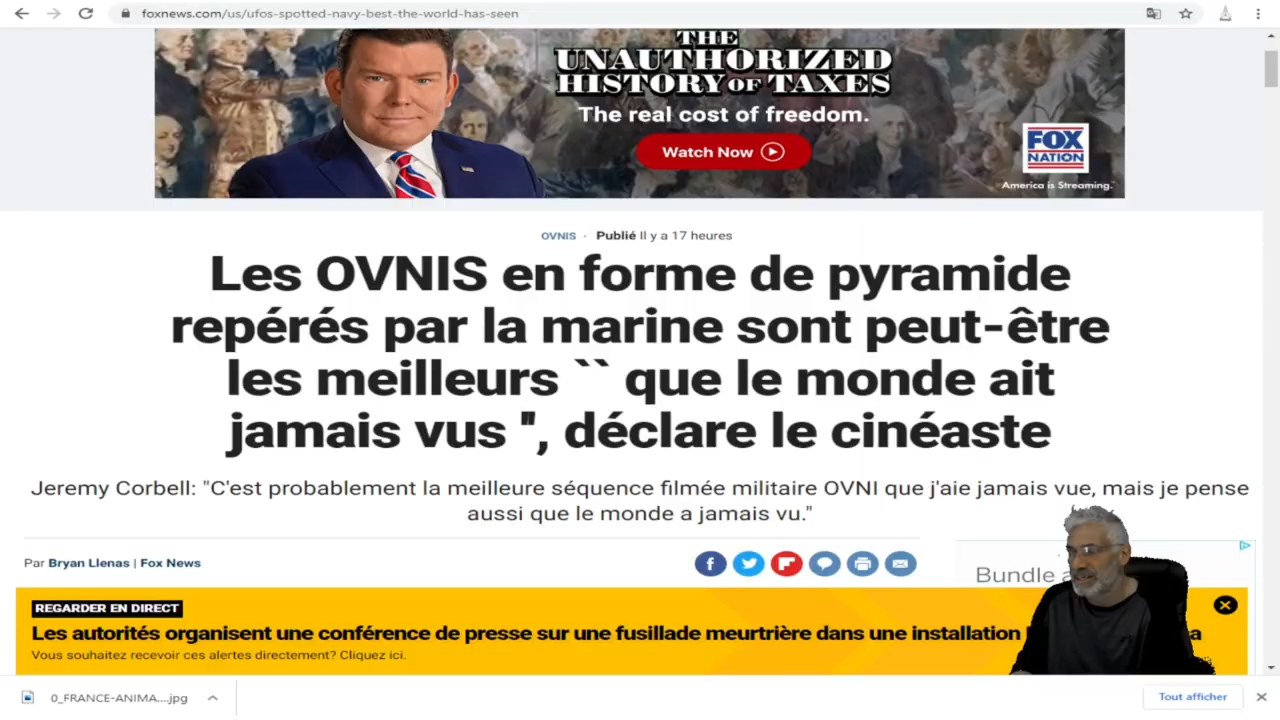 foxnews.com/us/ufos-spotted-navy-best-the-world-has-seen
THE
UNAUTHORIZED
HISTORY OF TAXES
The real cost of freedom.
Watch Now
FOX
NATION
America is Streaming.
OVNIS · Publié Il y a 17 heures
Les OVNIS en forme de pyramide
repérés par la marine sont peut-être
les meilleurs `` que le monde ait
jamais vus '', déclare le cinéaste
Jeremy Corbell: "C'est probablement la meilleure séquence filmée militaire OVNI que j'aie jamais vue, mais je pense
aussi que le monde a jamais vu."
Par Bryan Llenas | Fox News
Bundle
REGARDER EN DIRECT
Les autorités organisent une conférence de presse sur une fusillade meurtrière dans une installation
Vous souhaitez recevoir ces alertes directement? Cliquez ici.
0_FRANCE-ANIMA....jpg
Tout afficher